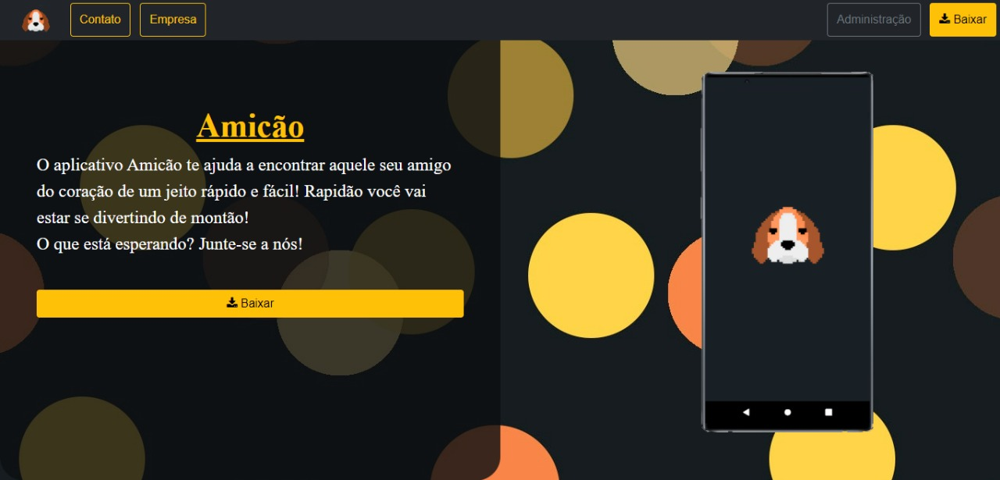 Contato Empresa Administração Baixar
Amicão
O aplicativo Amicão te ajuda a encontrar aquele seu amigo
do coração de um jeito rápido e fácil! Rapidão você vai
estar se divertindo de montão!
O que está esperando? Junte-se a nós!
Baixar